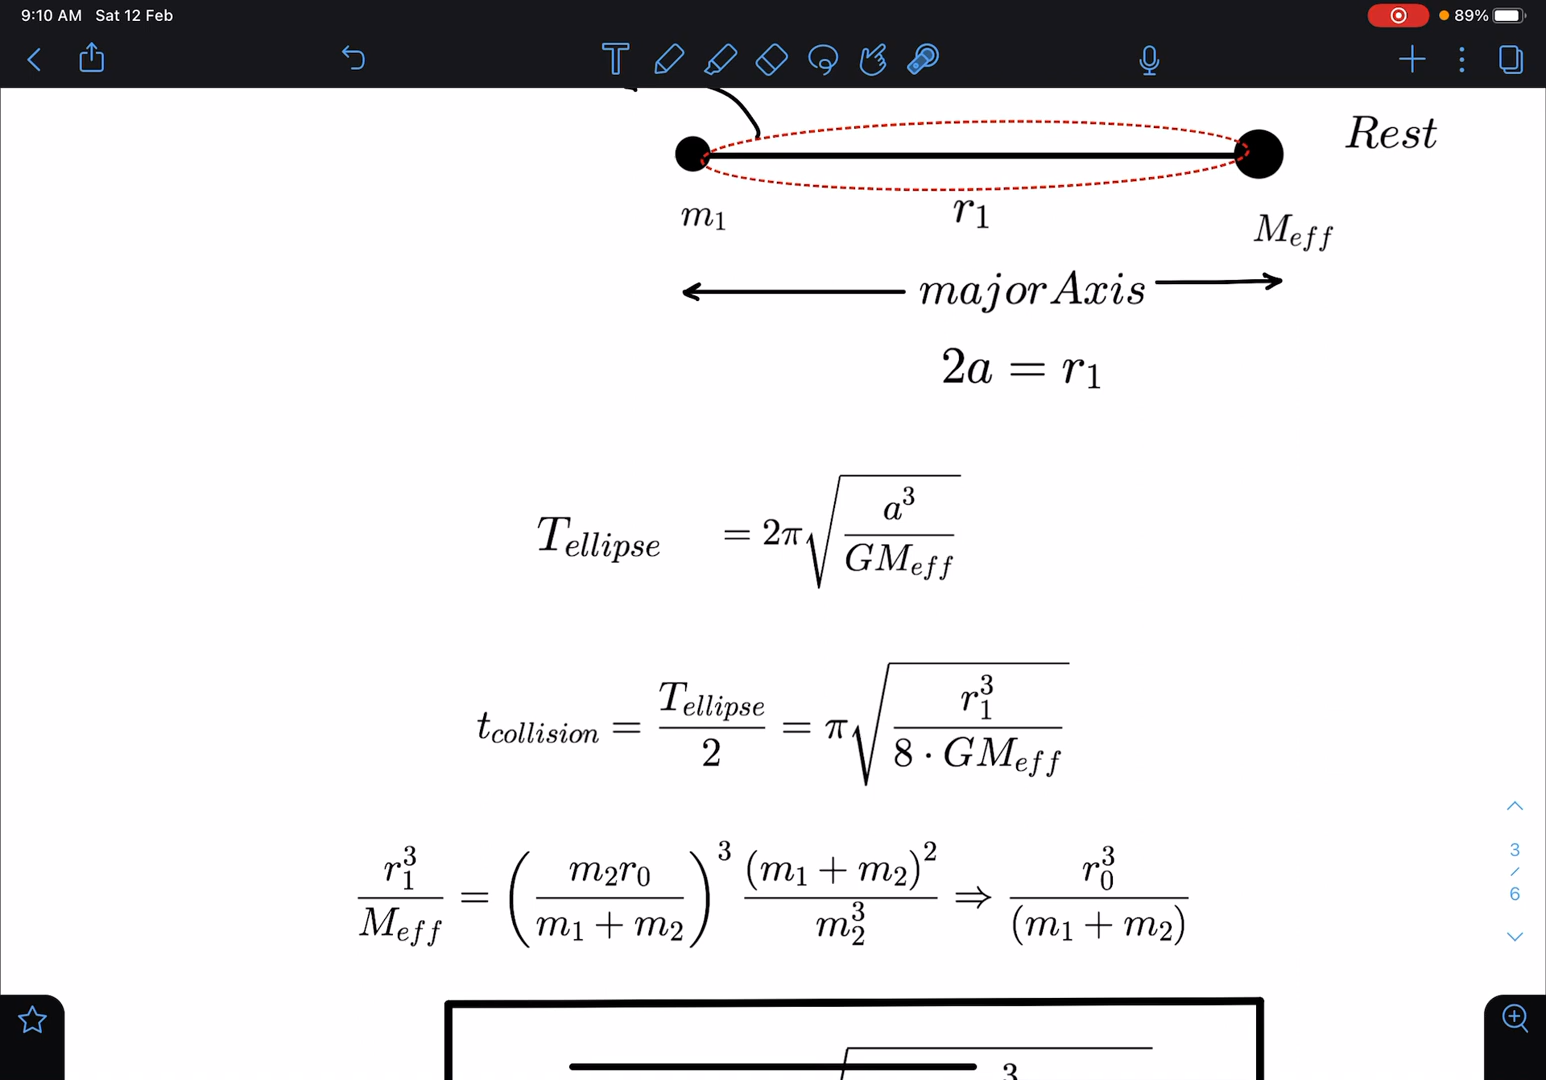 9:10 AM Sat 12 Feb 89%
T
Rest
m₁ r₁ M_eff
major Axis
2a = r₁
T_ellipse = 2π√(a³/GM_eff)
t_collision = T_ellipse/2 = π√(r₁³/8 · GM_eff)
r₁³/M_eff = (m₂r₀/(m₁ + m₂))³ (m₁ + m₂)²/m₂³ ⇒ r₀³/(m₁ + m₂)
3 / 6
3